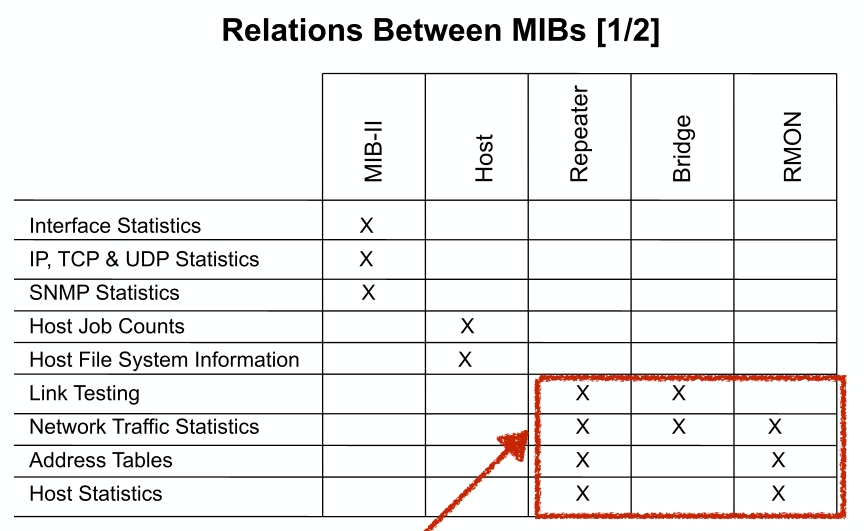 Relations Between MIBs [1/2]
MIB-II Host Repeater Bridge RMON
Interface Statistics X
IP, TCP & UDP Statistics X
SNMP Statistics X
Host Job Counts X
Host File System Information X
Link Testing X X
Network Traffic Statistics X X X
Address Tables X X
Host Statistics X X